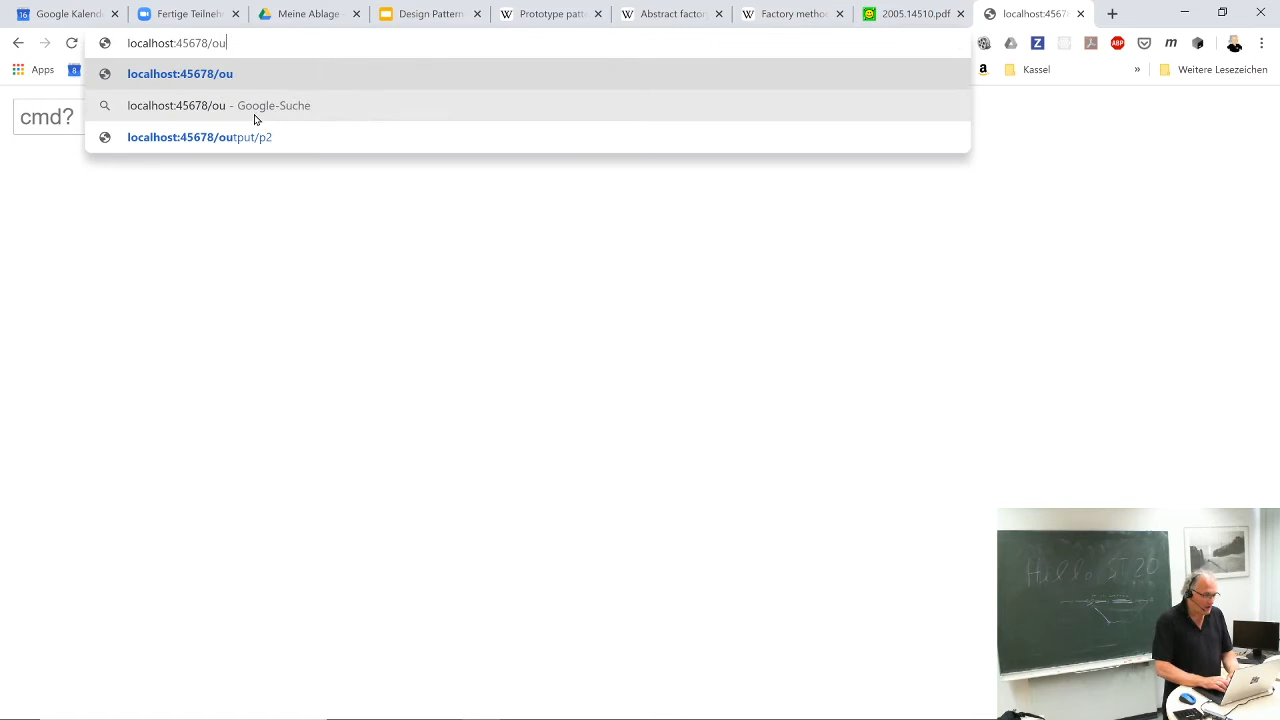 Google Kalend
Fertige Teilneh
Meine Ablage
Design Pattern
Prototype patt
Abstract factor
Factory metho
2005.14510.pdf
localhost:4567
localhost:45678/ou
Apps
Kassel
»
Weitere Lesezeichen
localhost:45678/ou
localhost:45678/ou - Google-Suche
localhost:45678/output/p2
cmd?
Hello ST20